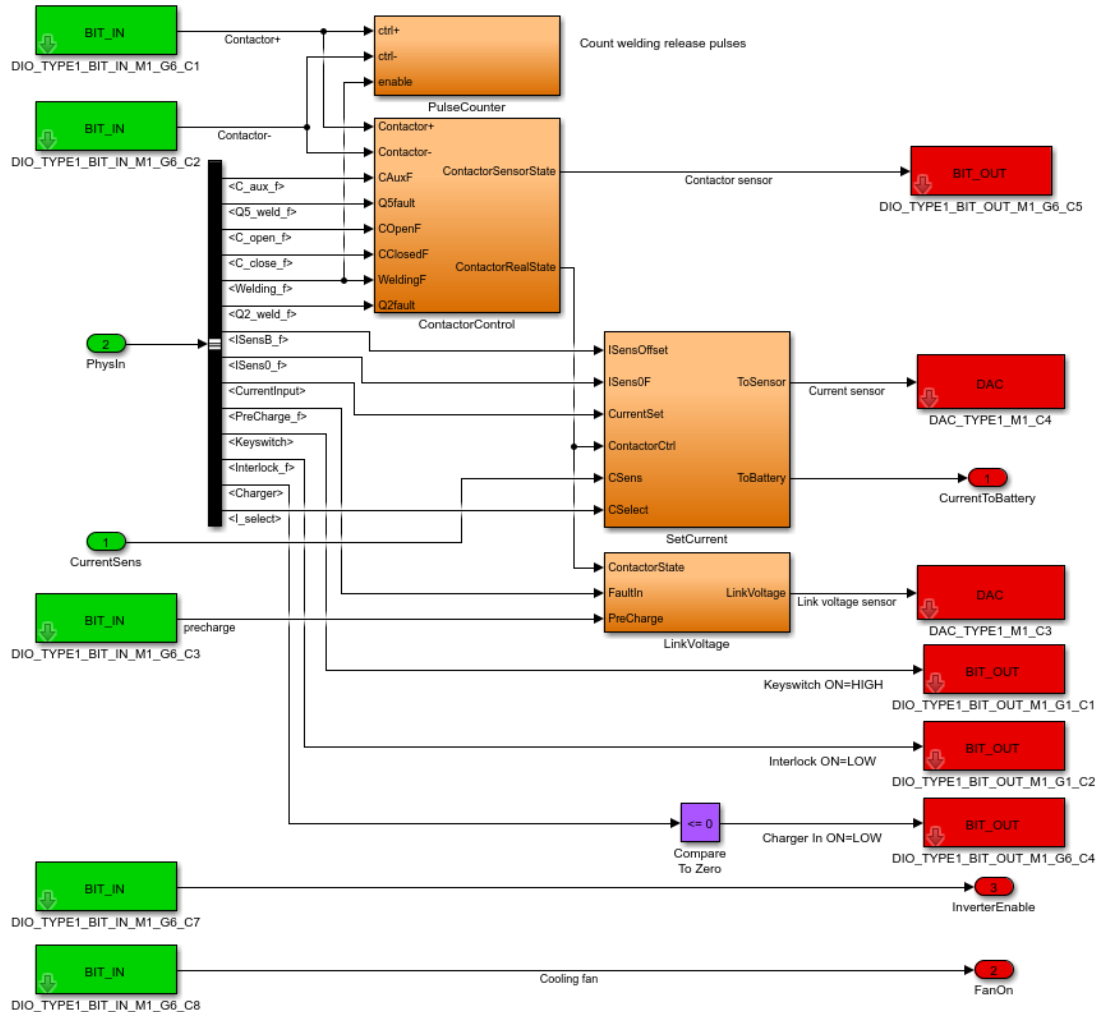 BIT_IN
DIO_TYPE1_BIT_IN_M1_G6_C1
Contactor+
ctrl+
ctrl-
enable
PulseCounter
Count welding release pulses
BIT_IN
DIO_TYPE1_BIT_IN_M1_G6_C2
Contactor-
Contactor+
Contactor-
CAuxF
Q5fault
COpenF
CClosedF
WeldingF
Q2fault
ContactorSensorState
ContactorRealState
ContactorControl
Contactor sensor
BIT_OUT
DIO_TYPE1_BIT_OUT_M1_G6_C5
<C_aux_f>
<Q5_weld_f>
<C_open_f>
<C_close_f>
<Welding_f>
<Q2_weld_f>
<ISensB_f>
<ISens0_f>
<CurrentInput>
<PreCharge_f>
<Keyswitch>
<Interlock_f>
<Charger>
<I_select>
2
PhysIn
ISensOffset
ISens0F
CurrentSet
ContactorCtrl
CSens
CSelect
ToSensor
ToBattery
SetCurrent
Current sensor
DAC
DAC_TYPE1_M1_C4
1
CurrentToBattery
1
CurrentSens
ContactorState
FaultIn
PreCharge
LinkVoltage
LinkVoltage
Link voltage sensor
DAC
DAC_TYPE1_M1_C3
BIT_IN
precharge
DIO_TYPE1_BIT_IN_M1_G6_C3
Keyswitch ON=HIGH
BIT_OUT
DIO_TYPE1_BIT_OUT_M1_G1_C1
Interlock ON=LOW
BIT_OUT
DIO_TYPE1_BIT_OUT_M1_G1_C2
<= 0
Compare
To Zero
Charger In ON=LOW
BIT_OUT
DIO_TYPE1_BIT_OUT_M1_G6_C4
BIT_IN
DIO_TYPE1_BIT_IN_M1_G6_C7
3
InverterEnable
BIT_IN
DIO_TYPE1_BIT_IN_M1_G6_C8
Cooling fan
2
FanOn